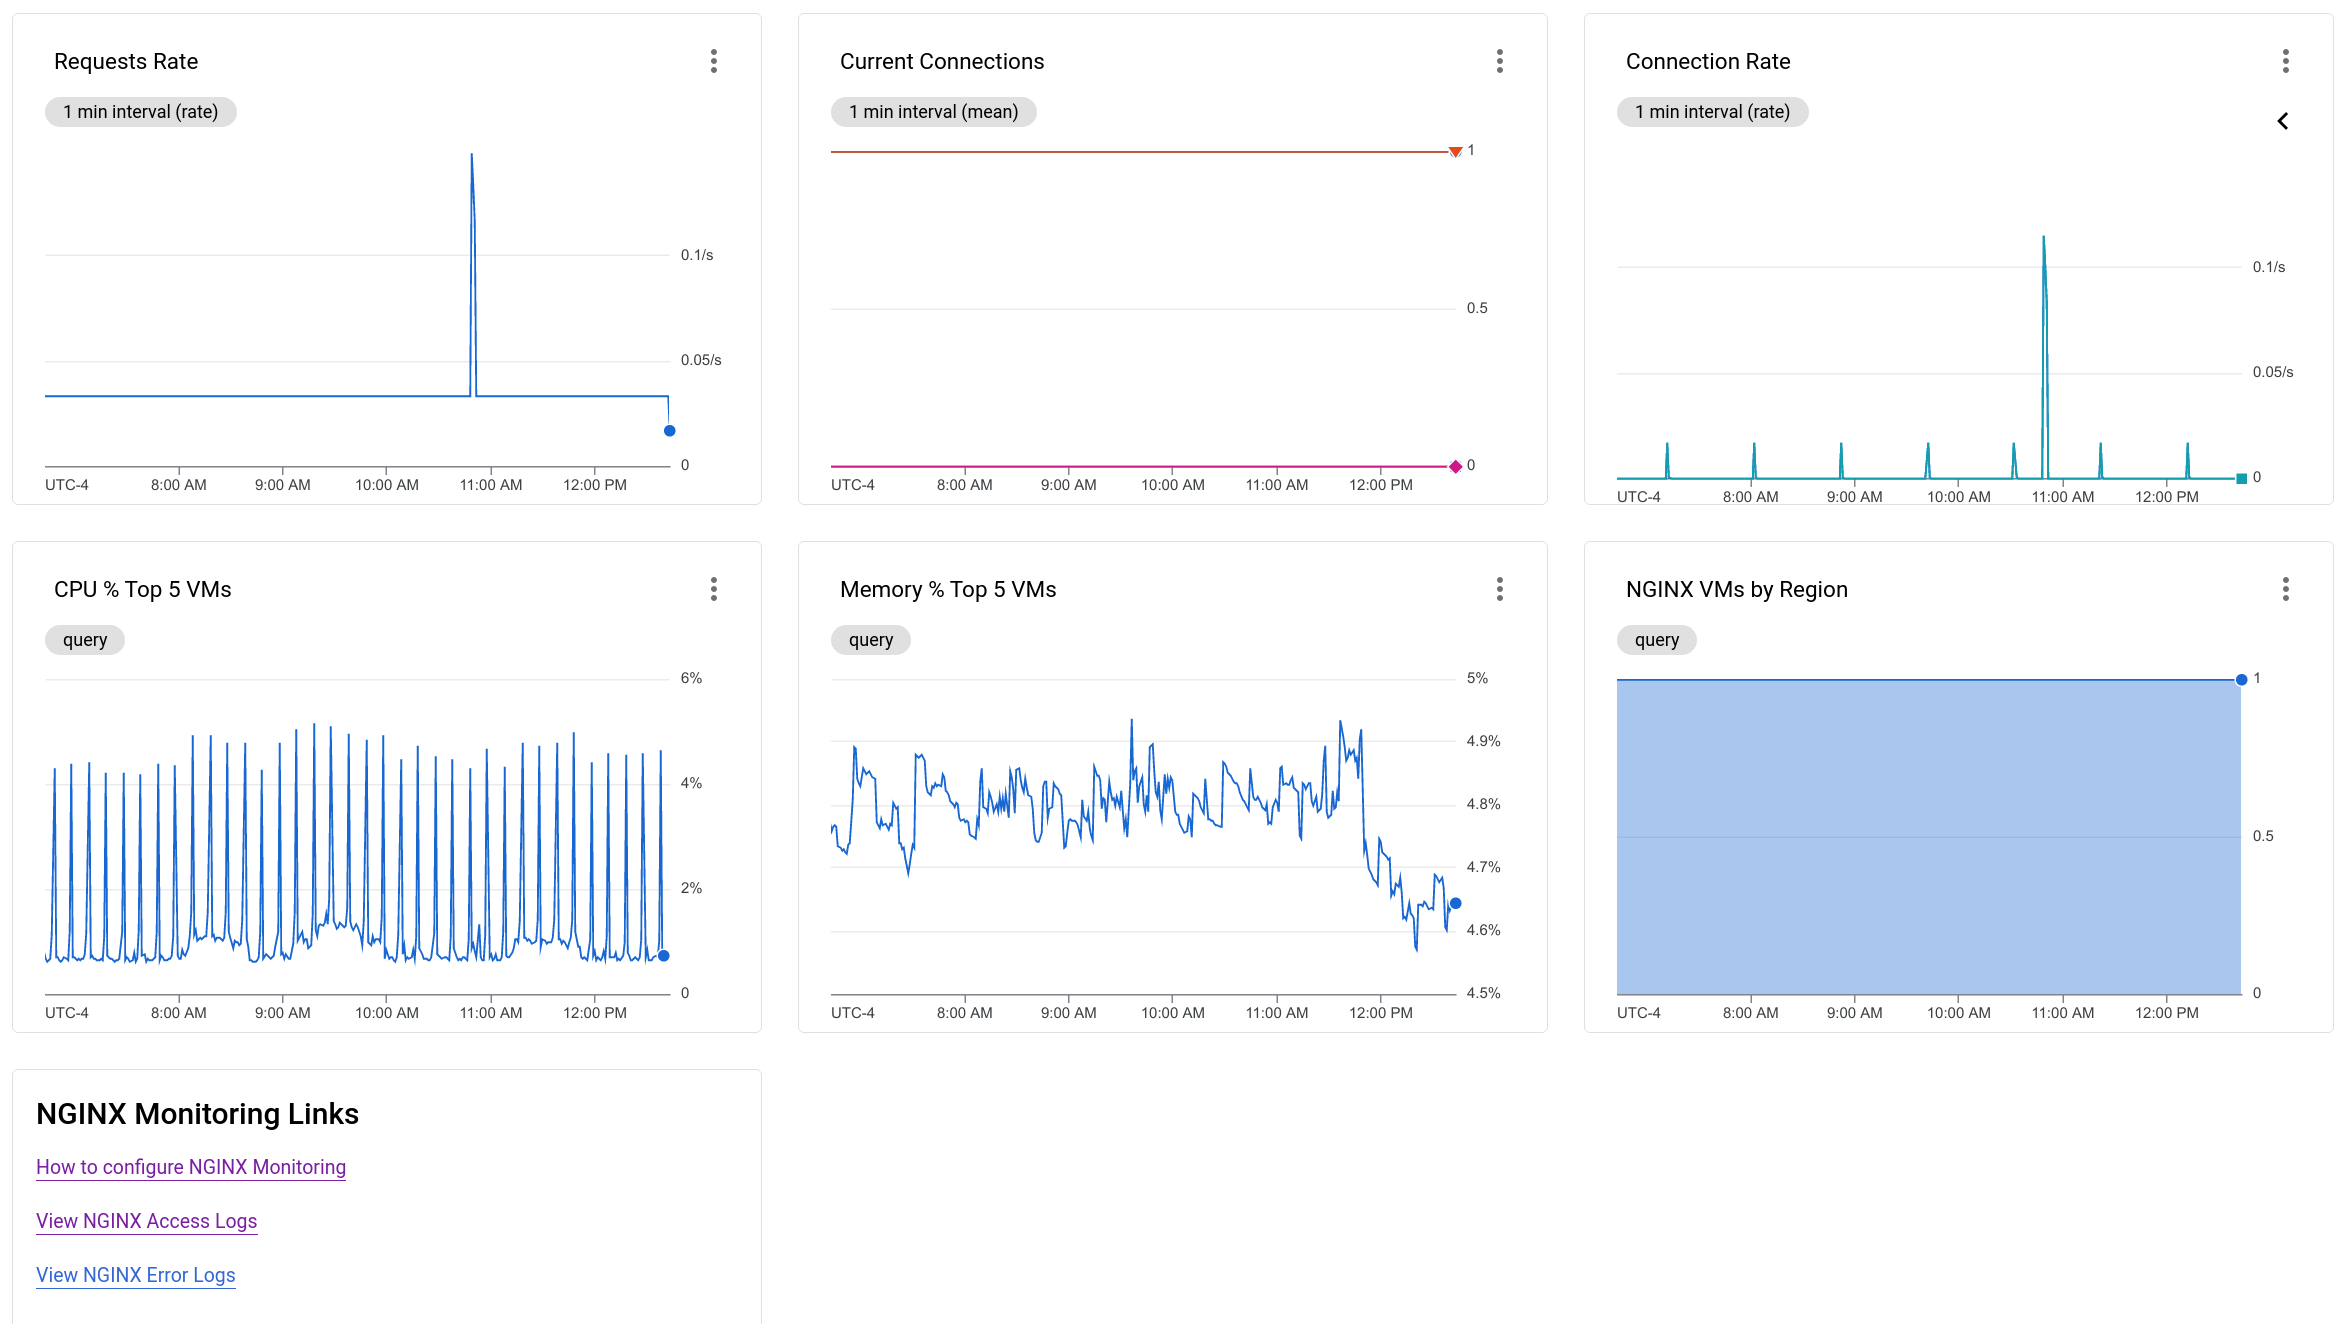 Requests Rate
1 min interval (rate)
0.1/s
0.05/s
0
UTC-4 8:00 AM 9:00 AM 10:00 AM 11:00 AM 12:00 PM
Current Connections
1 min interval (mean)
1
0.5
0
UTC-4 8:00 AM 9:00 AM 10:00 AM 11:00 AM 12:00 PM
Connection Rate
1 min interval (rate)
0.1/s
0.05/s
0
UTC-4 8:00 AM 9:00 AM 10:00 AM 11:00 AM 12:00 PM
CPU % Top 5 VMs
query
6%
4%
2%
0
UTC-4 8:00 AM 9:00 AM 10:00 AM 11:00 AM 12:00 PM
Memory % Top 5 VMs
query
5%
4.9%
4.8%
4.7%
4.6%
4.5%
UTC-4 8:00 AM 9:00 AM 10:00 AM 11:00 AM 12:00 PM
NGINX VMs by Region
query
1
0.5
0
UTC-4 8:00 AM 9:00 AM 10:00 AM 11:00 AM 12:00 PM
NGINX Monitoring Links
How to configure NGINX Monitoring
View NGINX Access Logs
View NGINX Error Logs